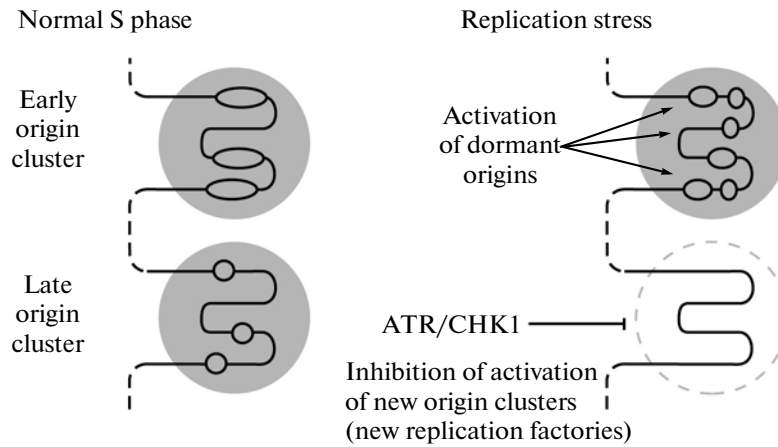 Normal S phase
Replication stress
Early
origin
cluster
Activation
of dormant
origins
Late
origin
cluster
ATR/CHK1
Inhibition of activation
of new origin clusters
(new replication factories)